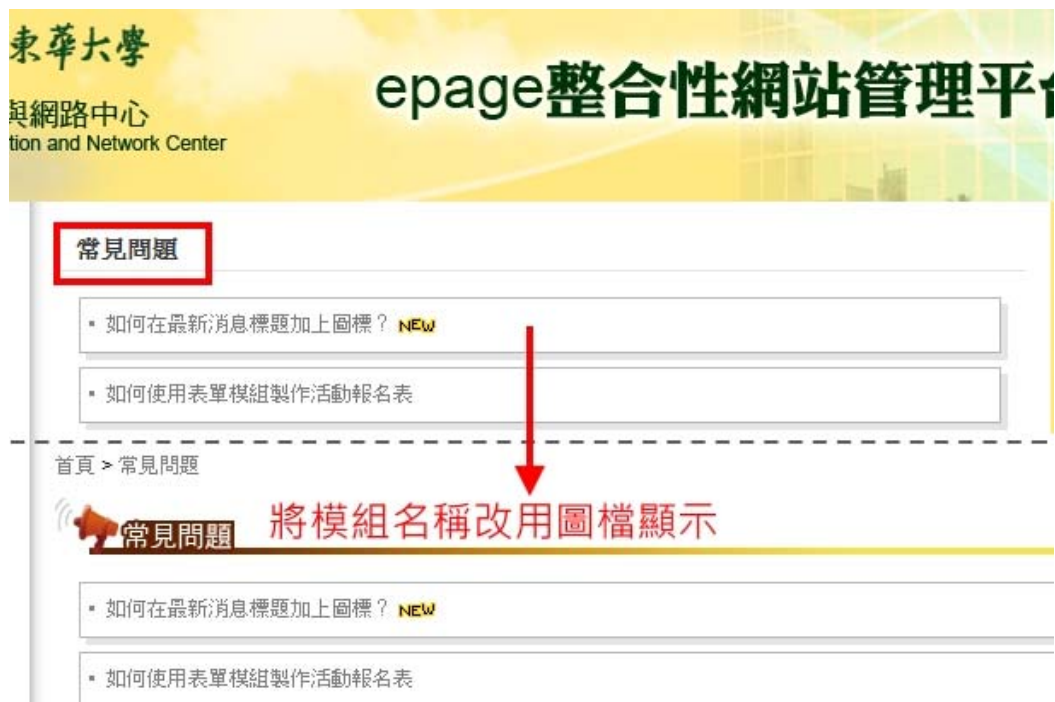 東華大學
與網路中心
tion and Network Center
epage整合性網站管理平台
常見問題
▪ 如何在最新消息標題加上圖標？ NEW
▪ 如何使用表單模組製作活動報名表
首頁 > 常見問題
常見問題
將模組名稱改用圖檔顯示
▪ 如何在最新消息標題加上圖標？ NEW
▪ 如何使用表單模組製作活動報名表